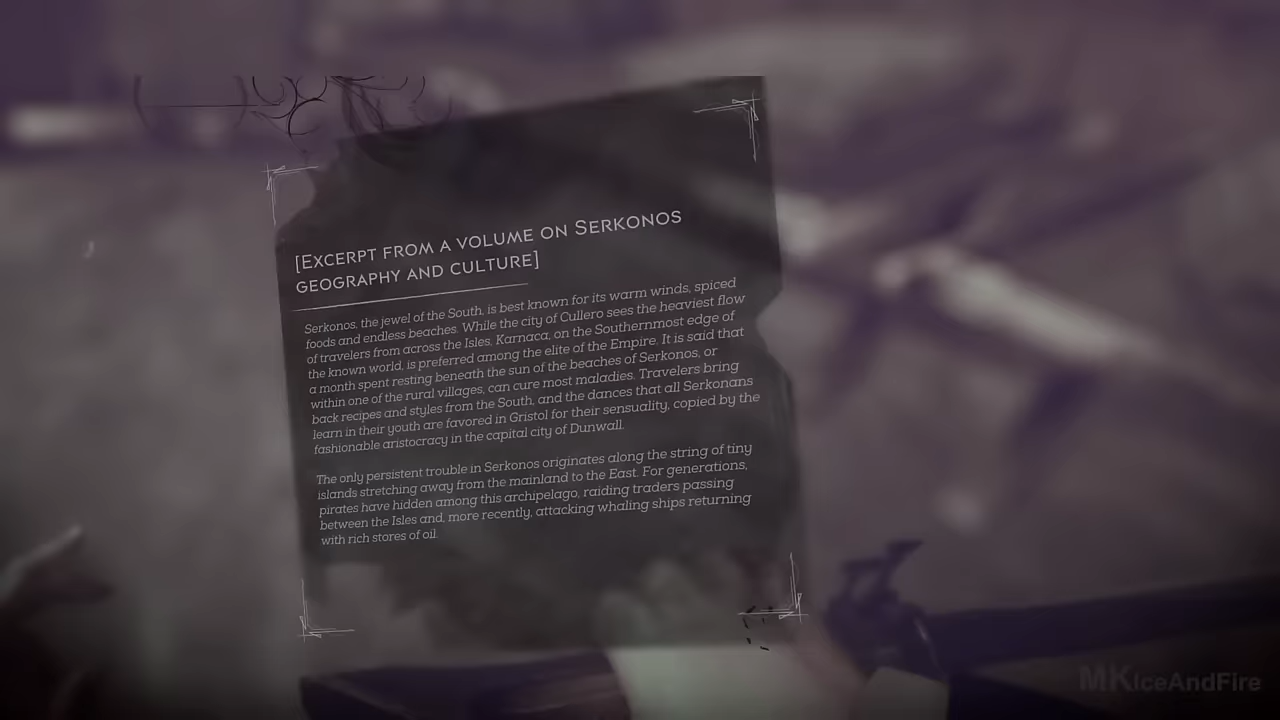 [Excerpt from a volume on Serkonos
geography and culture]
Serkonos, the jewel of the South, is best known for its warm winds, spiced
foods and endless beaches. While the city of Cullero sees the heaviest flow
of travelers from across the Isles, Karnaca, on the Southernmost edge of
the known world, is preferred among the elite of the Empire. It is said that
a month spent resting beneath the sun of the beaches of Serkonos, or
within one of the rural villages, can cure most maladies. Travelers bring
back recipes and styles from the South, and the dances that all Serkonans
learn in their youth are favored in Gristol for their sensuality, copied by the
fashionable aristocracy in the capital city of Dunwall.
The only persistent trouble in Serkonos originates along the string of tiny
islands stretching away from the mainland to the East. For generations,
pirates have hidden among this archipelago, raiding traders passing
between the Isles and, more recently, attacking whaling ships returning
with rich stores of oil.
MKIceAndFire